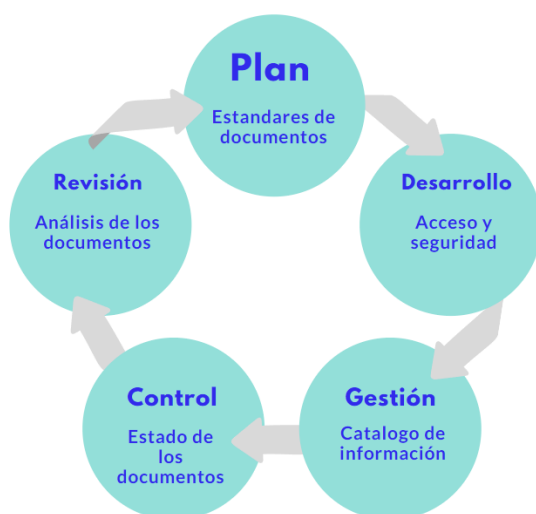 Plan
Estandares de
documentos
Desarrollo
Acceso y
seguridad
Gestión
Catalogo de
información
Control
Estado de
los
documentos
Revisión
Análisis de los
documentos